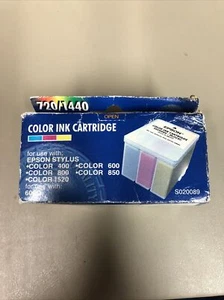 720/1440
OPEN
COLOR INK CARTRIDGE
for use with:
EPSON STYLUS
•COLOR 400 •COLOR 600
•COLOR 800 •COLOR 850
•COLOR 1520
EPSON
S020089